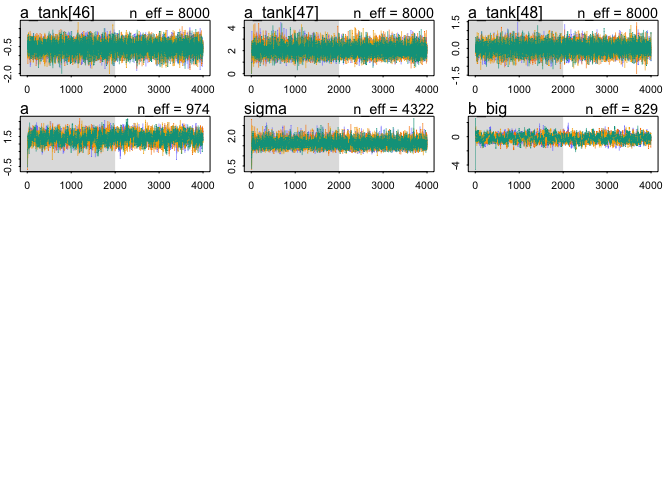 a_tank[46] n_eff = 8000
a_tank[47] n_eff = 8000
a_tank[48] n_eff = 8000
-2.0 -0.5
0 1000 2000 3000 4000
0 2 4
0 1000 2000 3000 4000
-1.5 0.0 1.5
0 1000 2000 3000 4000
a n_eff = 974
sigma n_eff = 4322
b_big n_eff = 829
-0.5 1.5
0 1000 2000 3000 4000
0.5 2.0
0 1000 2000 3000 4000
-4 0
0 1000 2000 3000 4000